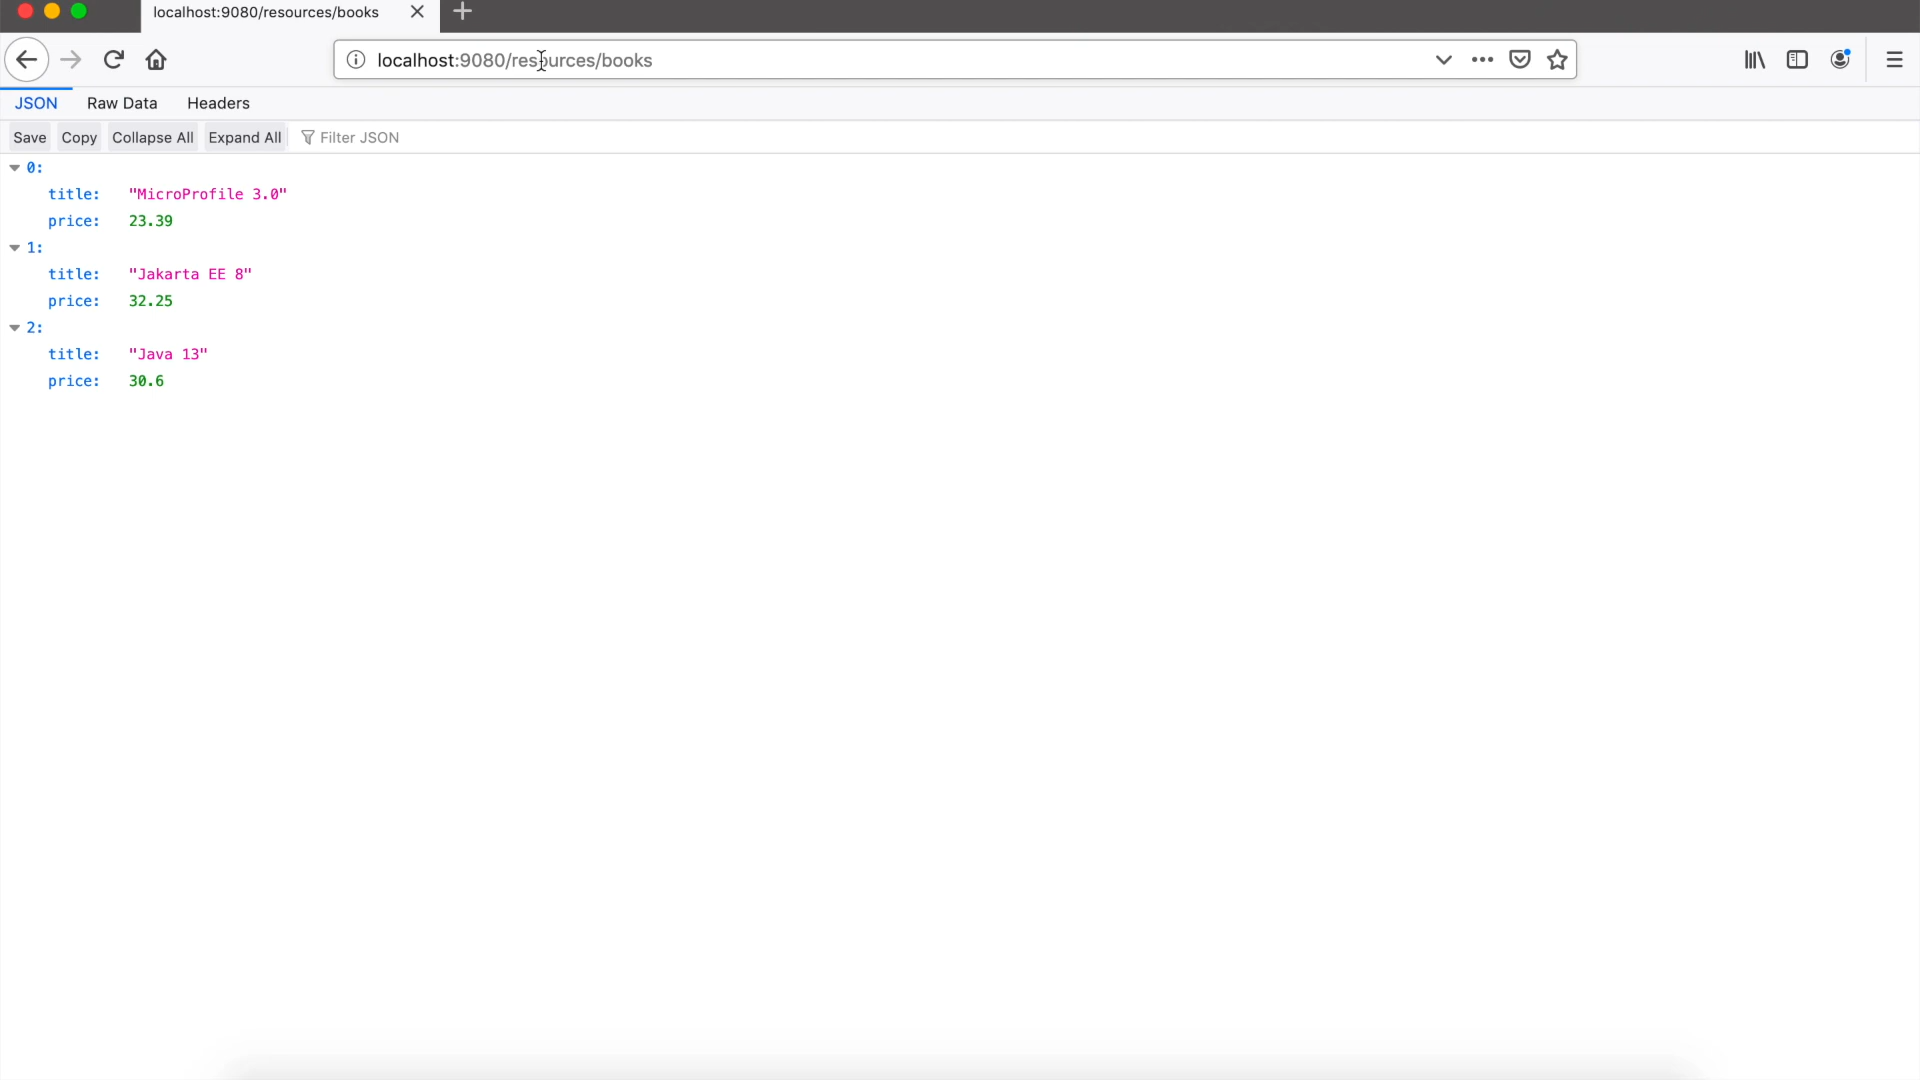 localhost:9080/resources/books
localhost:9080/resources/books
JSON Raw Data Headers
Save Copy Collapse All Expand All Filter JSON
0:
title: "MicroProfile 3.0"
price: 23.39
1:
title: "Jakarta EE 8"
price: 32.25
2:
title: "Java 13"
price: 30.6